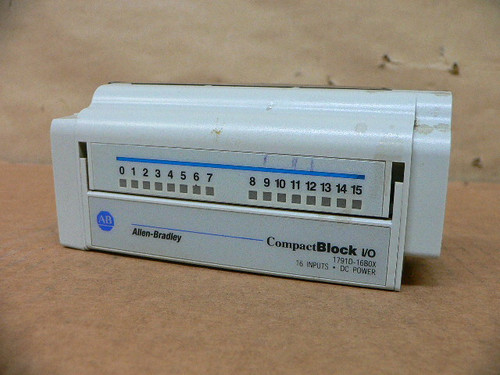 0 1 2 3 4 5 6 7 8 9 10 11 12 13 14 15
AB
Allen-Bradley
CompactBlock I/O
1791D-16B0X
16 INPUTS • DC POWER